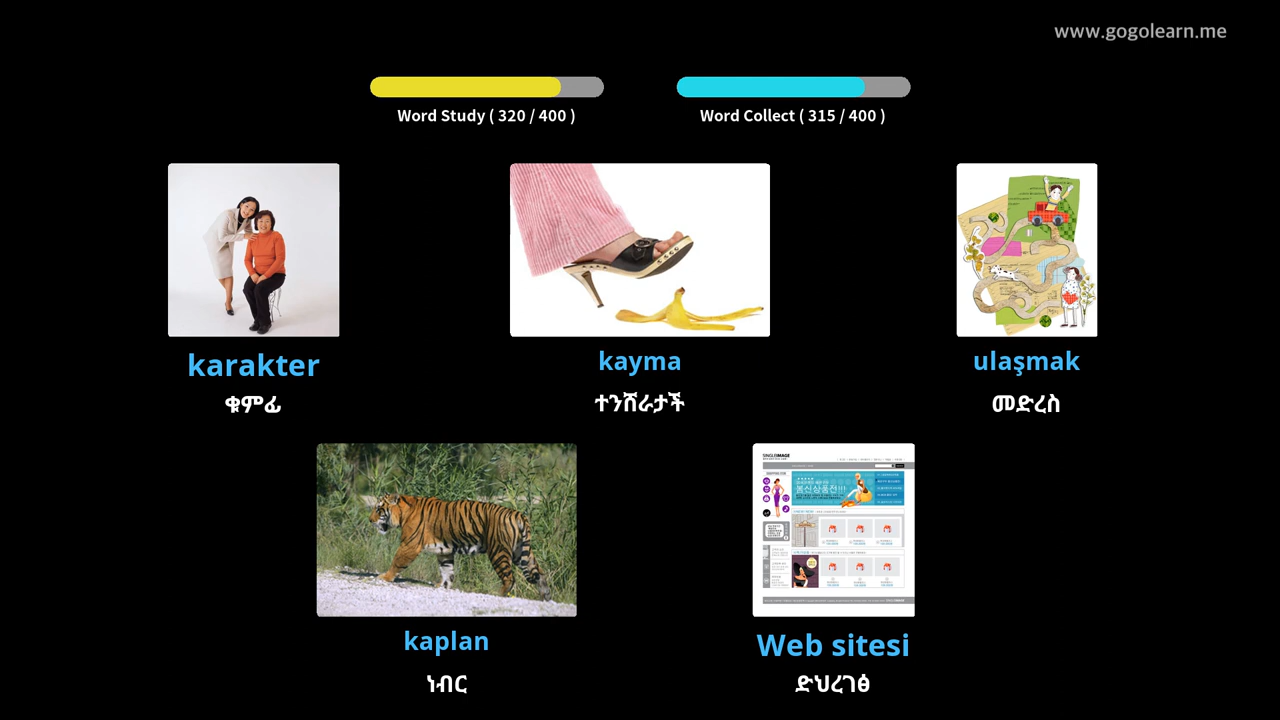 www.gogolearn.me
Word Study ( 320 / 400 )
Word Collect ( 315 / 400 )
karakter
ቁምፊ
kayma
ተንሸራታች
ulaşmak
መድረስ
kaplan
ነብር
Web sitesi
ድህረገፅ